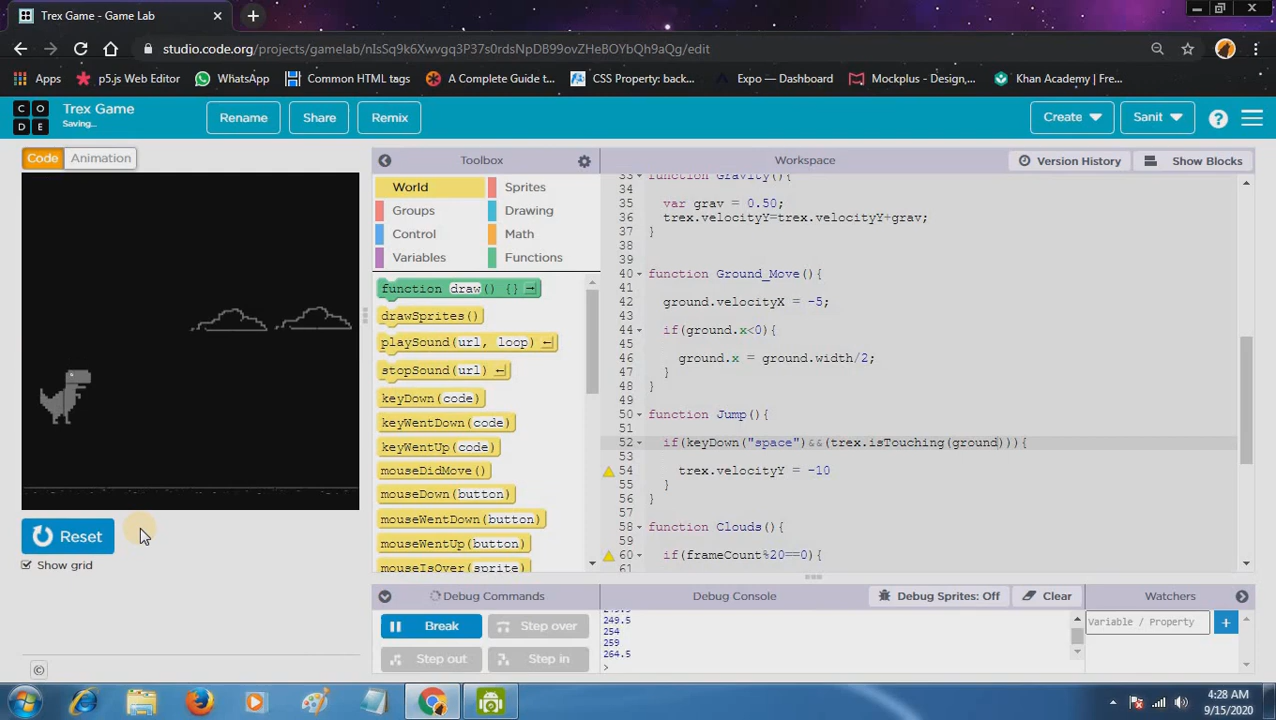 Trex Game - Game Lab
studio.code.org/projects/gamelab/nIsSq9k6Xwvgq3P37s0rdsNpDB99ovZHeBOYbQh9aQg/edit
Apps
p5.js Web Editor
WhatsApp
Common HTML tags
A Complete Guide t...
CSS Property: back...
Expo — Dashboard
Mockplus - Design,...
Khan Academy | Fre...
C O
D E
Trex Game
Saving...
Rename
Share
Remix
Create
Sanit
?
Code
Animation
Toolbox
Workspace
Version History
Show Blocks
World
Sprites
Groups
Drawing
Control
Math
Variables
Functions
function draw() {}
drawSprites()
playSound(url, loop)
stopSound(url)
keyDown(code)
keyWentDown(code)
keyWentUp(code)
mouseDidMove()
mouseDown(button)
mouseWentDown(button)
mouseWentUp(button)
mouseIsOver(sprite)
33 function Gravity(){
34
35 var grav = 0.50;
36 trex.velocityY=trex.velocityY+grav;
37 }
38
39
40 function Ground_Move(){
41
42 ground.velocityX = -5;
43
44 if(ground.x<0){
45
46 ground.x = ground.width/2;
47 }
48 }
49
50 function Jump(){
51
52 if(keyDown("space")&&(trex.isTouching(ground))){
53
54 trex.velocityY = -10
55 }
56 }
57
58 function Clouds(){
59
60 if(frameCount%20==0){
61
Reset
Show grid
Debug Commands
Break
Step over
Step out
Step in
Debug Console
Debug Sprites: Off
Clear
249.5
254
259
264.5
>
Watchers
Variable / Property
+
©
4:28 AM
9/15/2020